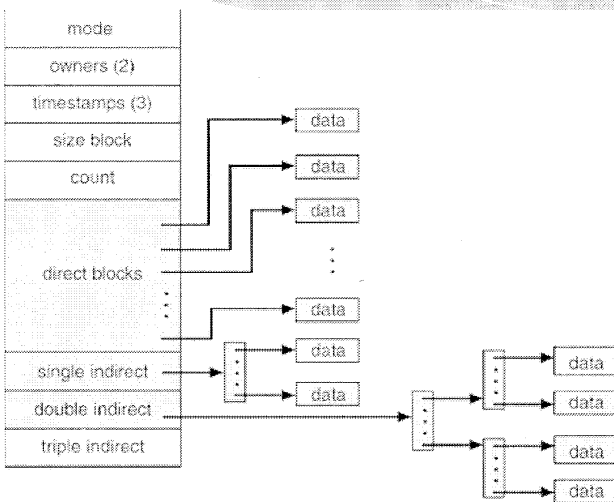 mode
owners (2)
timestamps (3)
size block
count
direct blocks
single indirect
double indirect
triple indirect
data
data
data
data
data
data
data
data
data
data